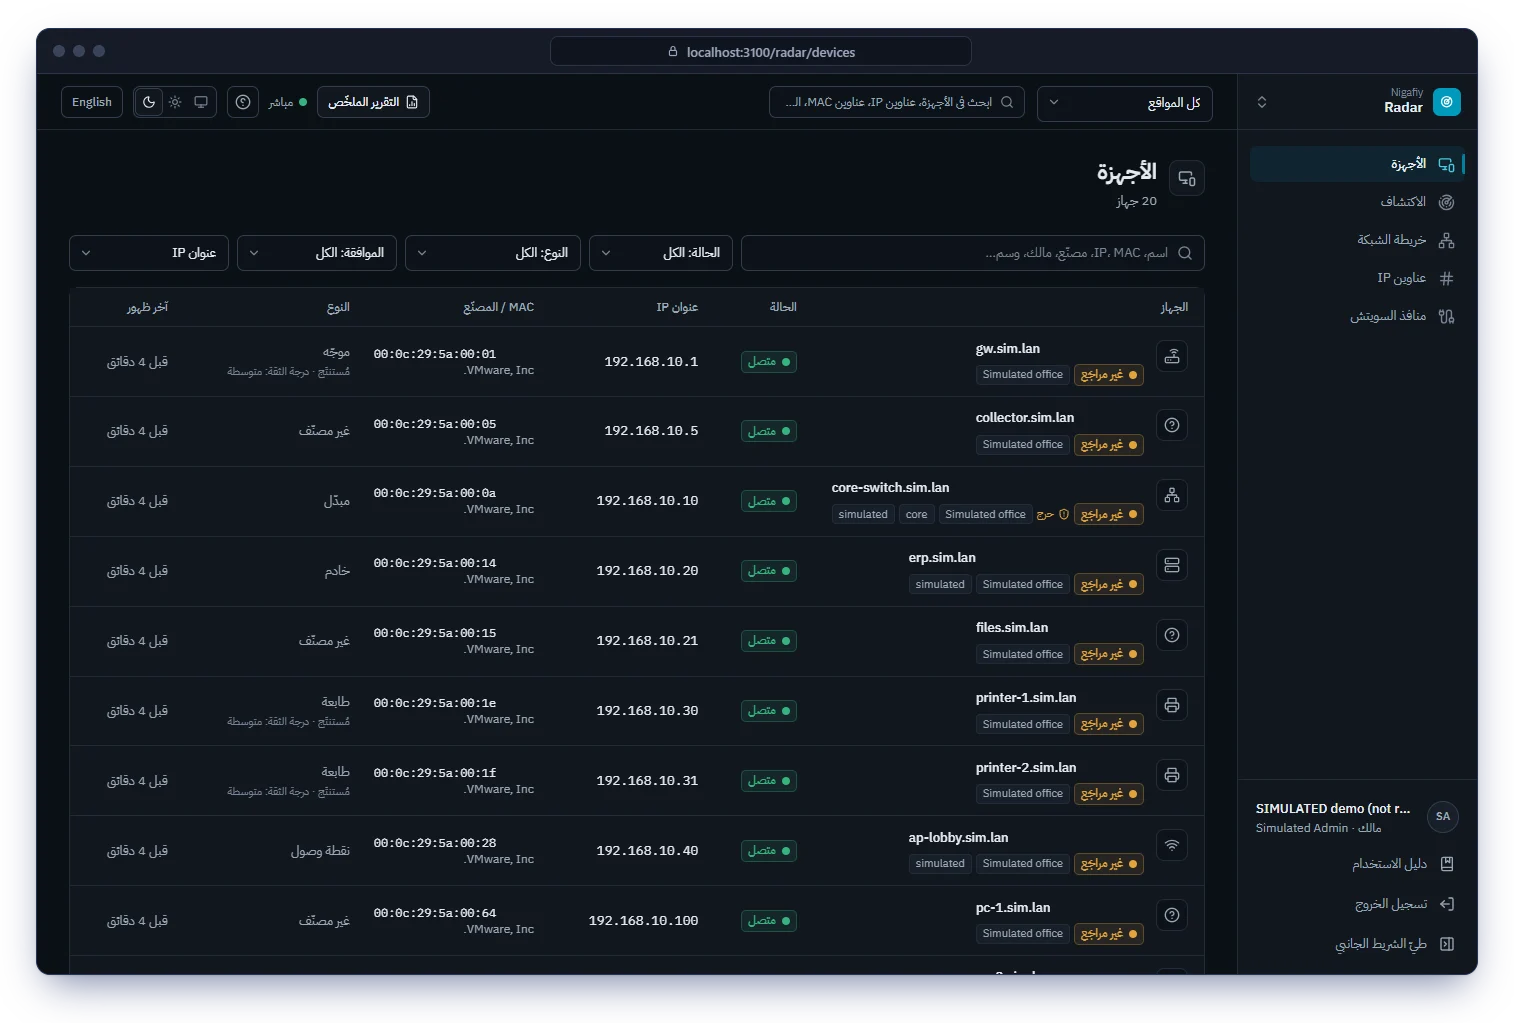 localhost:3100/radar/devices
Nigafiy
Radar
كل المواقع
ابحث في الأجهزة، عناوين IP، عناوين MAC، الـ...
التقرير الملخّص
مباشر
English
الأجهزة
الاكتشاف
خريطة الشبكة
عناوين IP
منافذ السويتش
الأجهزة
20 جهاز
اسم، IP، MAC، مصنّع، مالك، وسم...
الحالة: الكل
النوع: الكل
الموافقة: الكل
عنوان IP
الجهاز الحالة عنوان IP MAC / المصنّع النوع آخر ظهور
gw.sim.lan
غير مراجَع Simulated office
متصل
192.168.10.1
00:0c:29:5a:00:01
VMware, Inc.
موجّه
مُستنتَج · درجة الثقة: متوسطة
قبل 4 دقائق
collector.sim.lan
غير مراجَع Simulated office
متصل
192.168.10.5
00:0c:29:5a:00:05
VMware, Inc.
غير مصنّف
قبل 4 دقائق
core-switch.sim.lan
غير مراجَع حرج Simulated office core simulated
متصل
192.168.10.10
00:0c:29:5a:00:0a
VMware, Inc.
مبدّل
قبل 4 دقائق
erp.sim.lan
غير مراجَع Simulated office simulated
متصل
192.168.10.20
00:0c:29:5a:00:14
VMware, Inc.
خادم
قبل 4 دقائق
files.sim.lan
غير مراجَع Simulated office
متصل
192.168.10.21
00:0c:29:5a:00:15
VMware, Inc.
غير مصنّف
قبل 4 دقائق
printer-1.sim.lan
غير مراجَع Simulated office
متصل
192.168.10.30
00:0c:29:5a:00:1e
VMware, Inc.
طابعة
مُستنتَج · درجة الثقة: متوسطة
قبل 4 دقائق
printer-2.sim.lan
غير مراجَع Simulated office
متصل
192.168.10.31
00:0c:29:5a:00:1f
VMware, Inc.
طابعة
مُستنتَج · درجة الثقة: متوسطة
قبل 4 دقائق
ap-lobby.sim.lan
غير مراجَع Simulated office simulated
متصل
192.168.10.40
00:0c:29:5a:00:28
VMware, Inc.
نقطة وصول
قبل 4 دقائق
pc-1.sim.lan
غير مراجَع Simulated office
متصل
192.168.10.100
00:0c:29:5a:00:64
VMware, Inc.
غير مصنّف
قبل 4 دقائق
SA
SIMULATED demo (not r...
Simulated Admin · مالك
دليل الاستخدام
تسجيل الخروج
طيّ الشريط الجانبي